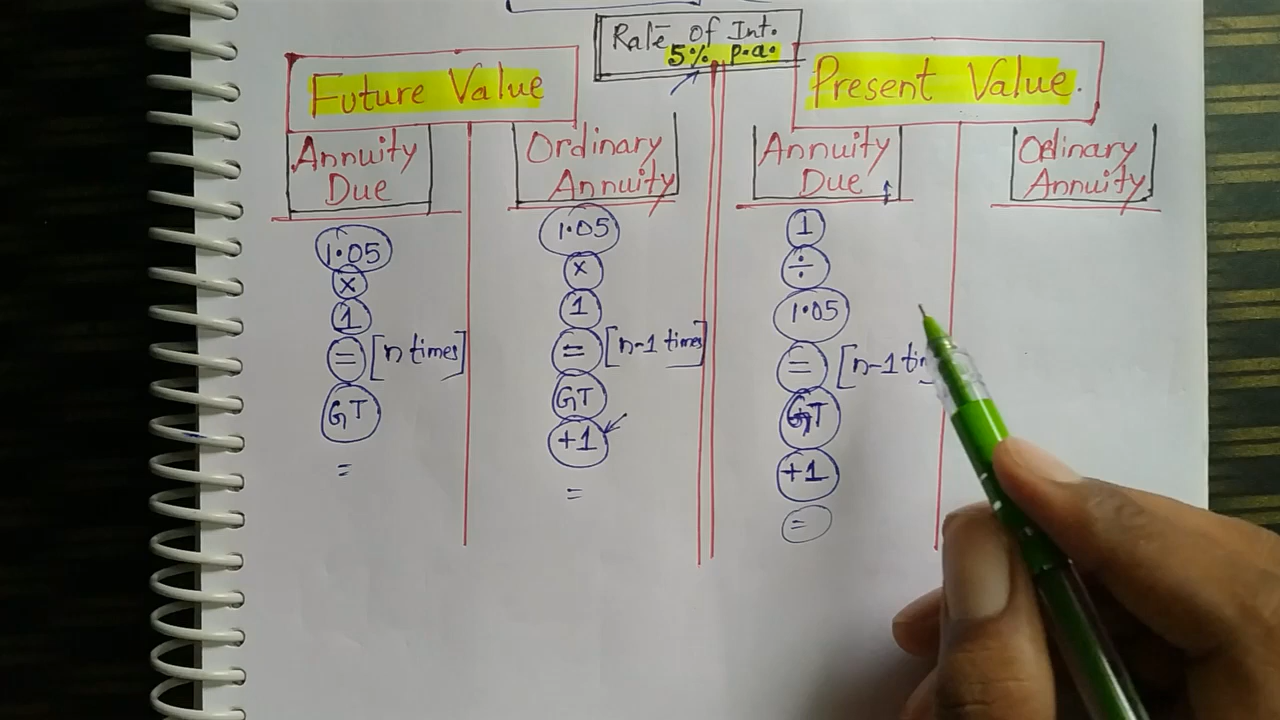 Rate of Int.
5% p.a.
Future Value
Present Value.
Annuity
Due
Ordinary
Annuity
Annuity
Due
Ordinary
Annuity
1.05
×
1
= [n times]
GT
=
1.05
×
1
= [n-1 times]
GT
+1
=
1
÷
1.05
= [n-1
GT
+1
=